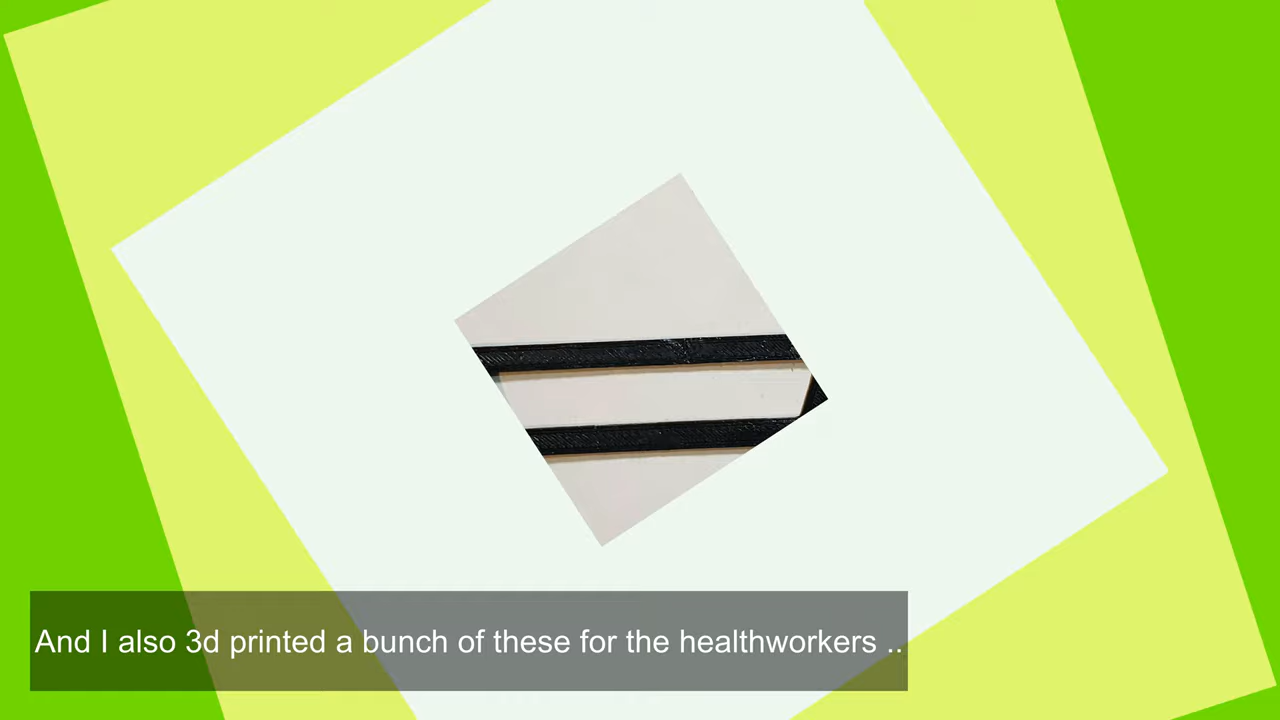 And I also 3d printed a bunch of these for the healthworkers ..